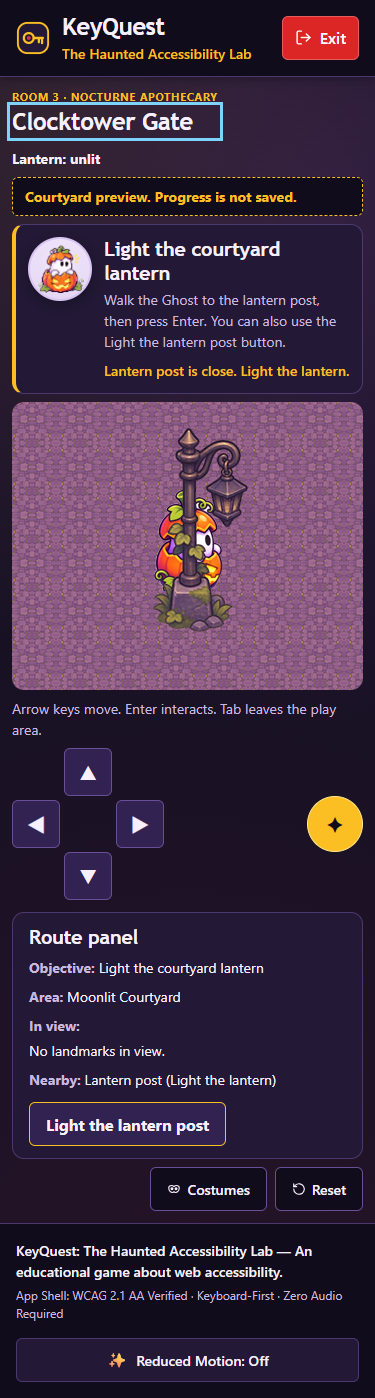 KeyQuest
The Haunted Accessibility Lab
Exit
ROOM 3 · NOCTURNE APOTHECARY
Clocktower Gate
Lantern: unlit
Courtyard preview. Progress is not saved.
Light the courtyard
lantern
Walk the Ghost to the lantern post,
then press Enter. You can also use the
Light the lantern post button.
Lantern post is close. Light the lantern.
Arrow keys move. Enter interacts. Tab leaves the play
area.
Route panel
Objective: Light the courtyard lantern
Area: Moonlit Courtyard
In view:
No landmarks in view.
Nearby: Lantern post (Light the lantern)
Light the lantern post
Costumes
Reset
KeyQuest: The Haunted Accessibility Lab — An
educational game about web accessibility.
App Shell: WCAG 2.1 AA Verified · Keyboard-First · Zero Audio
Required
Reduced Motion: Off